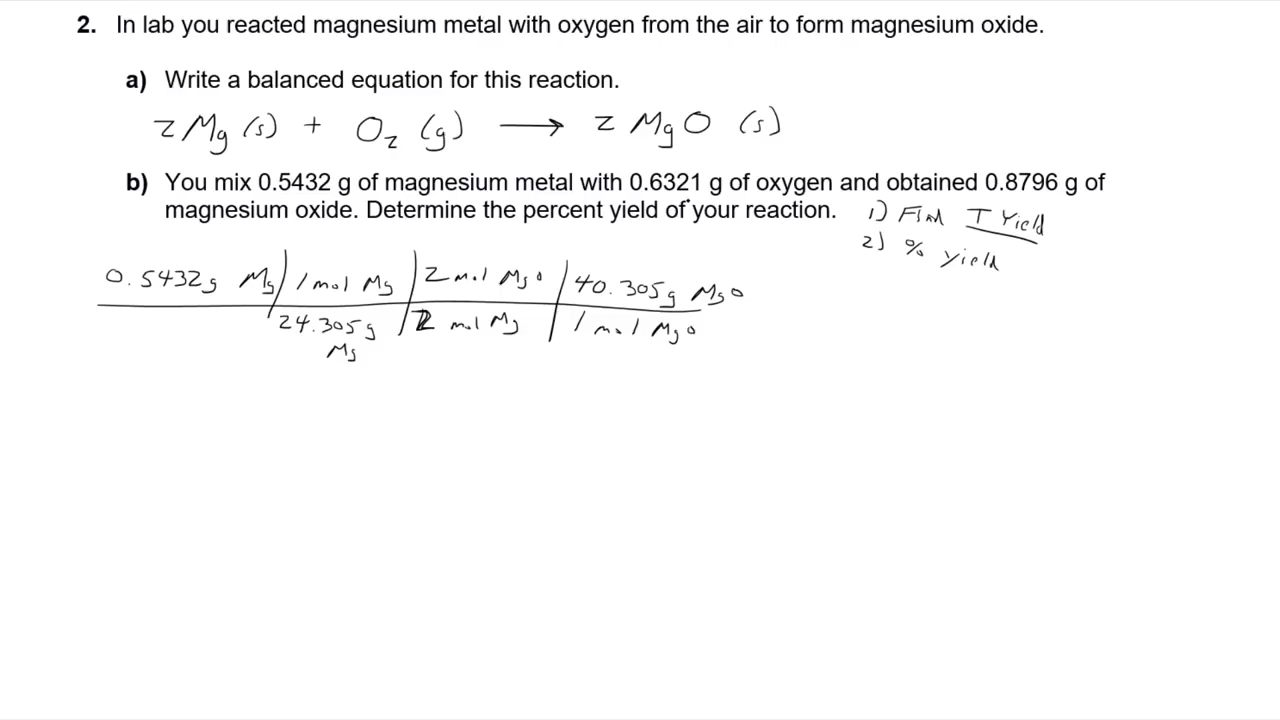 2. In lab you reacted magnesium metal with oxygen from the air to form magnesium oxide.
a) Write a balanced equation for this reaction.
2 Mg (s) + O2 (g) → 2 MgO (s)
b) You mix 0.5432 g of magnesium metal with 0.6321 g of oxygen and obtained 0.8796 g of
magnesium oxide. Determine the percent yield of your reaction.
1) Find T Yield
2) % Yield
0.5432g Mg | 1 mol Mg | 2 mol MgO | 40.305g MgO
24.305g | 2 mol Mg | 1 mol MgO
Mg